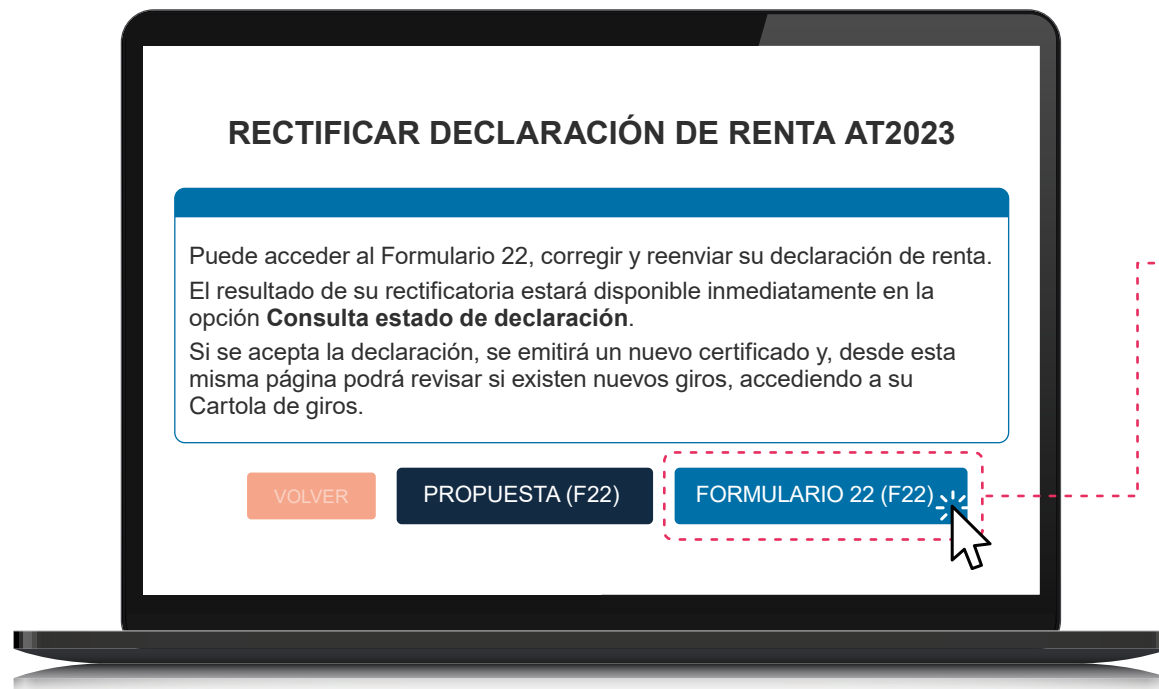 RECTIFICAR DECLARACIÓN DE RENTA AT2023
Puede acceder al Formulario 22, corregir y reenviar su declaración de renta.
El resultado de su rectificatoria estará disponible inmediatamente en la
opción Consulta estado de declaración.
Si se acepta la declaración, se emitirá un nuevo certificado y, desde esta
misma página podrá revisar si existen nuevos giros, accediendo a su
Cartola de giros.
VOLVER
PROPUESTA (F22)
FORMULARIO 22 (F22)